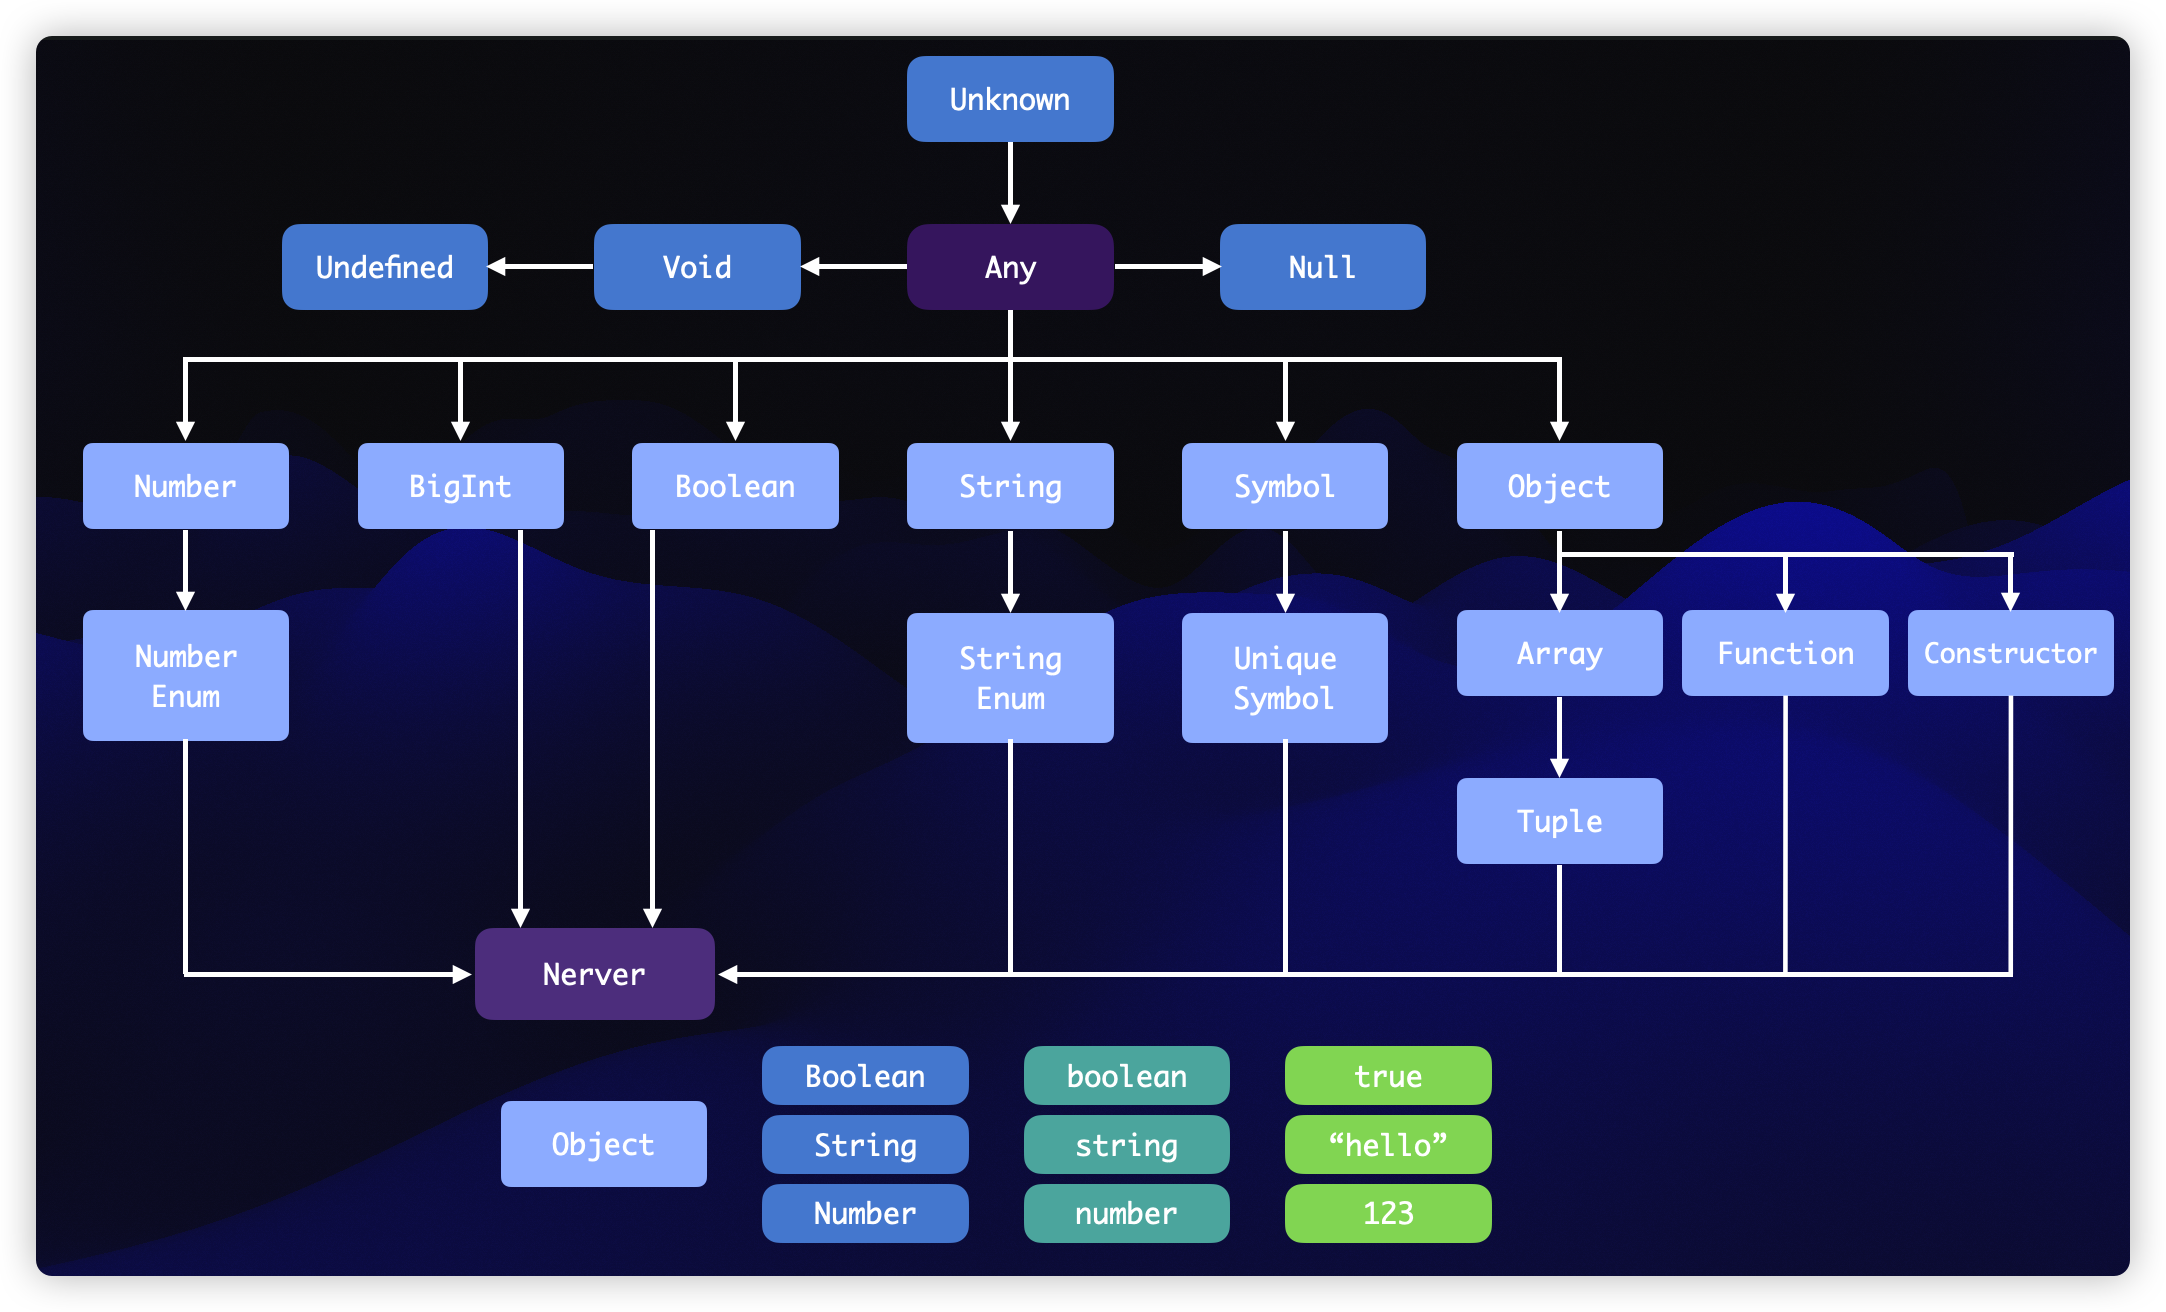 Unknown
Undefined
Void
Any
Null
Number
BigInt
Boolean
String
Symbol
Object
Number
Enum
String
Enum
Unique
Symbol
Array
Function
Constructor
Tuple
Nerver
Object
Boolean
boolean
true
String
string
“hello”
Number
number
123